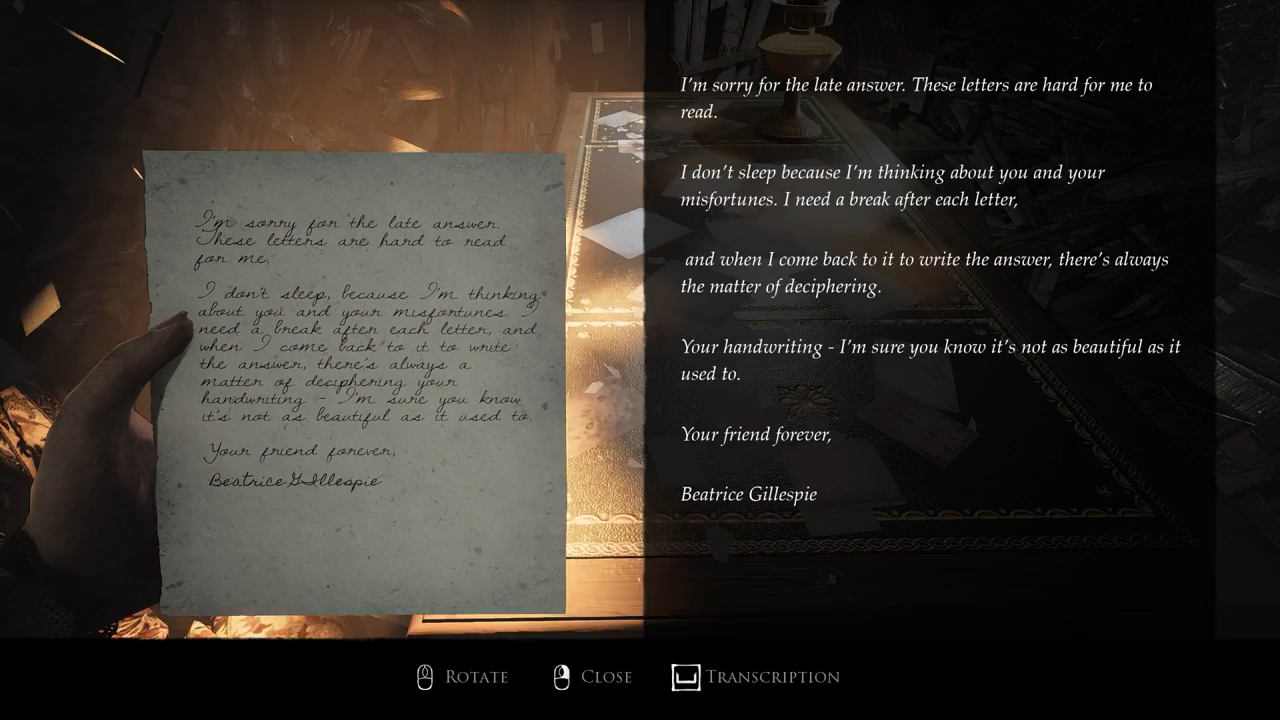 I'm sorry for the late answer.
These letters are hard to read
for me.
I don't sleep, because I'm thinking
about you and your misfortunes. I
need a break after each letter, and
when I come back to it to write
the answer, there's always a
matter of deciphering your
handwriting - I'm sure you know
it's not as beautiful as it used to.
Your friend forever,
Beatrice Gillespie
I'm sorry for the late answer. These letters are hard for me to
read.
I don't sleep because I'm thinking about you and your
misfortunes. I need a break after each letter,
and when I come back to it to write the answer, there's always
the matter of deciphering.
Your handwriting - I'm sure you know it's not as beautiful as it
used to.
Your friend forever,
Beatrice Gillespie
ROTATE CLOSE TRANSCRIPTION